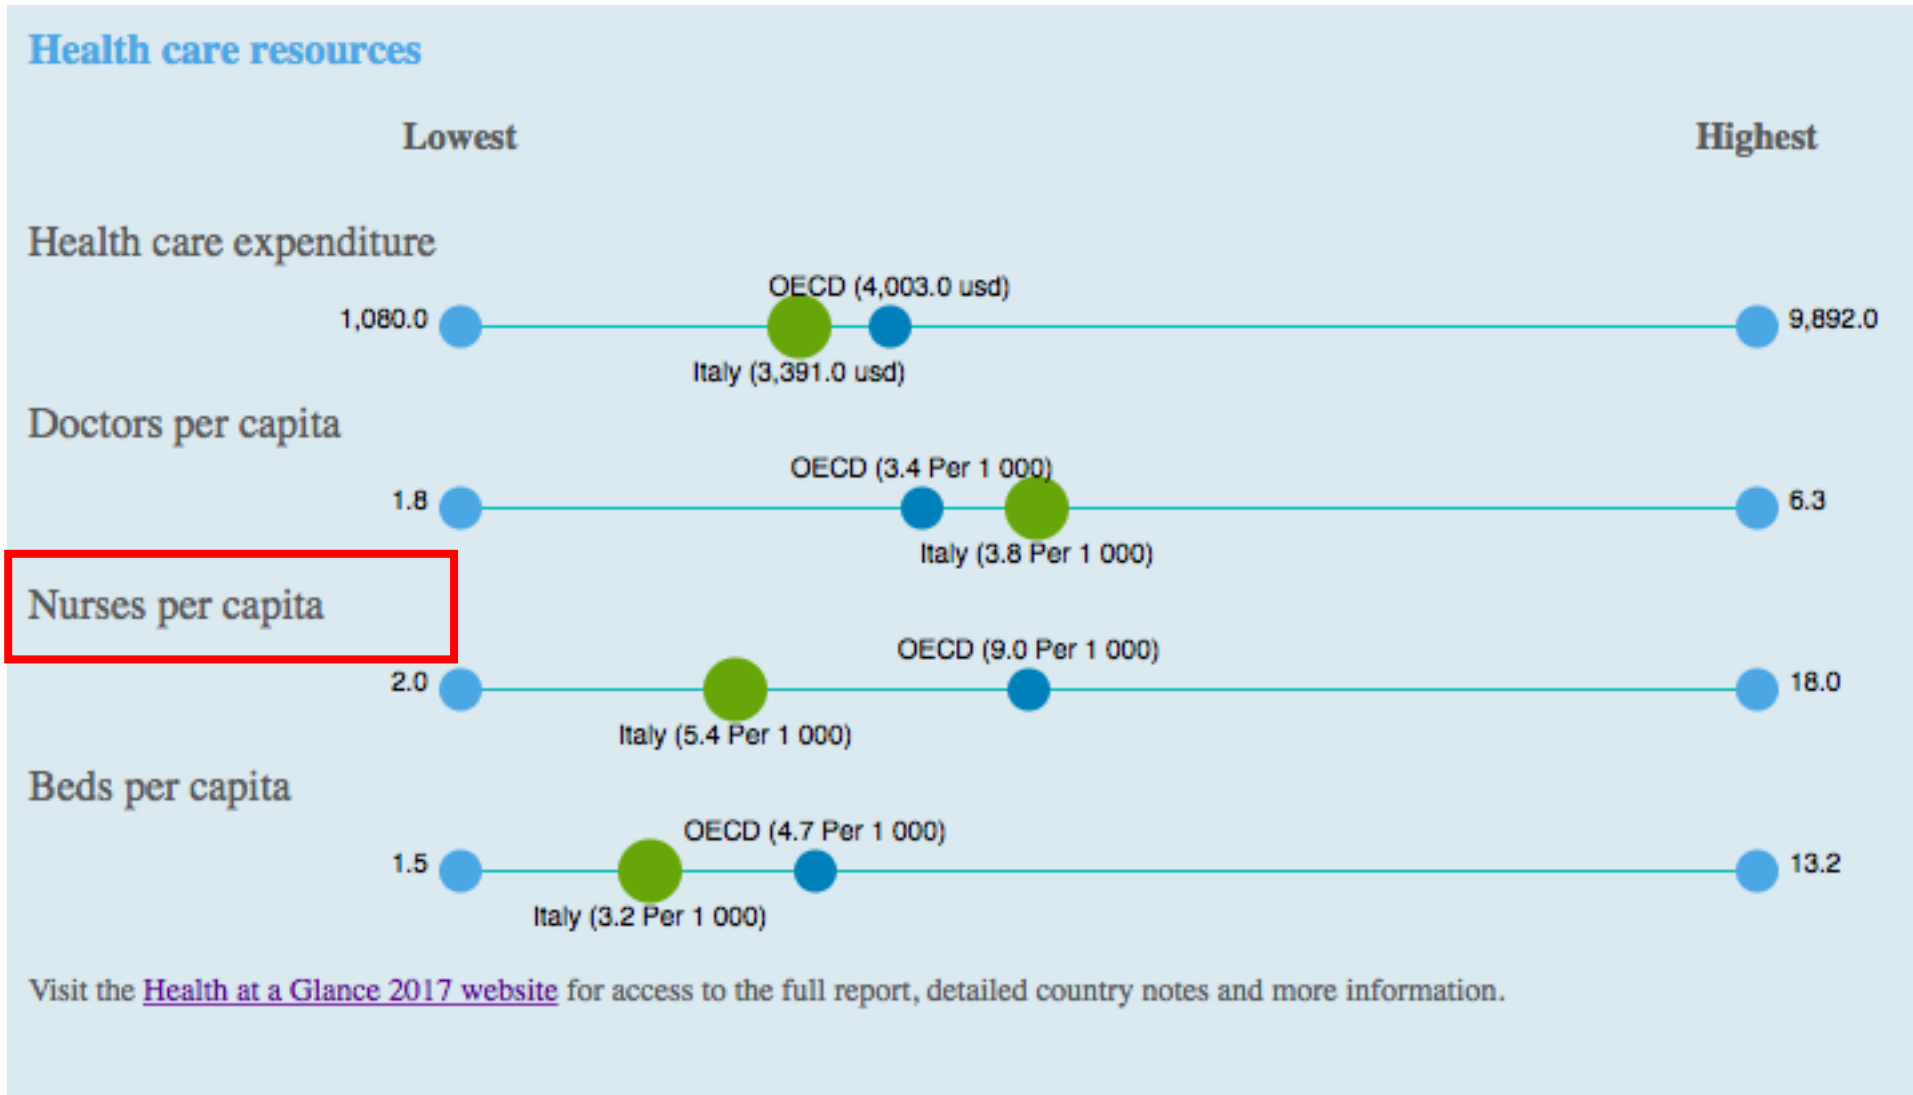 Health care resources
Lowest Highest
Health care expenditure
OECD (4,003.0 usd)
1,080.0 9,892.0
Italy (3,391.0 usd)
Doctors per capita
OECD (3.4 Per 1 000)
1.8 6.3
Italy (3.8 Per 1 000)
Nurses per capita
OECD (9.0 Per 1 000)
2.0 18.0
Italy (5.4 Per 1 000)
Beds per capita
OECD (4.7 Per 1 000)
1.5 13.2
Italy (3.2 Per 1 000)
Visit the Health at a Glance 2017 website for access to the full report, detailed country notes and more information.